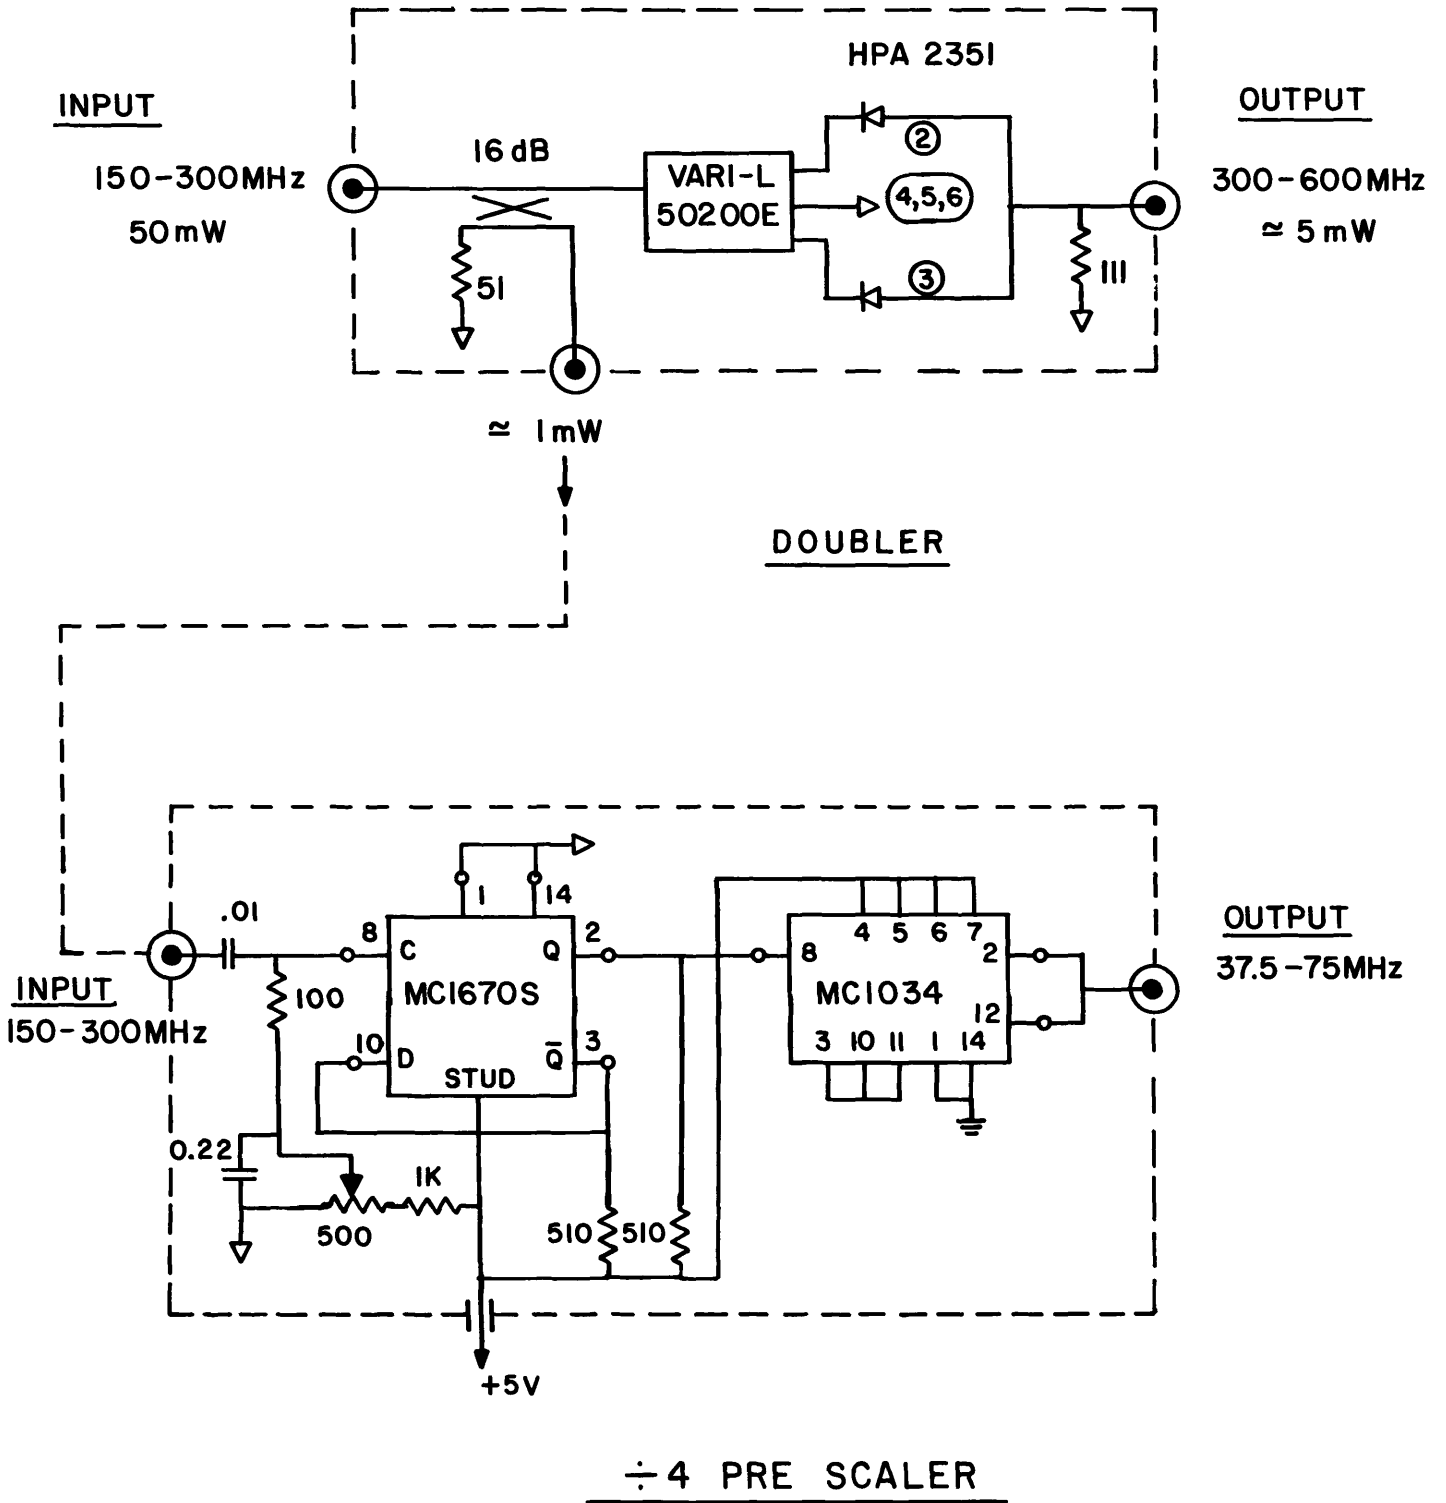 HPA 2351
INPUT
OUTPUT
16 dB
②
150-300MHz
VARI-L
4,5,6
300-600MHz
50mW
50200E
≃ 5mW
③
51
111
≃ 1mW
DOUBLER
1
14
.01
8
C
Q
2
4 5 6 7
OUTPUT
8
2
37.5-75MHz
INPUT
100
MC1670S
MC1034
150-300MHz
12
10
D
Q̄
3
3 10 11 1 14
STUD
0.22
1K
500
510
510
+5V
÷4 PRE SCALER